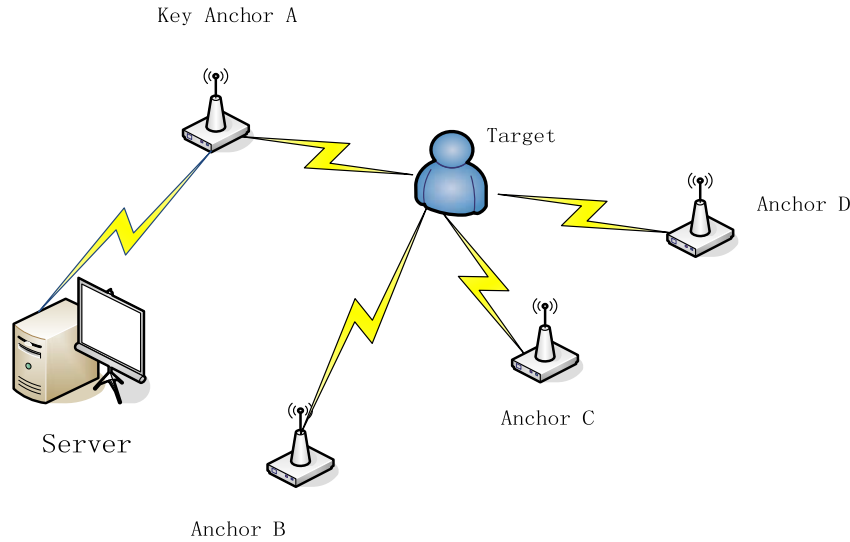 Key Anchor A
Target
Anchor D
Anchor C
Server
Anchor B